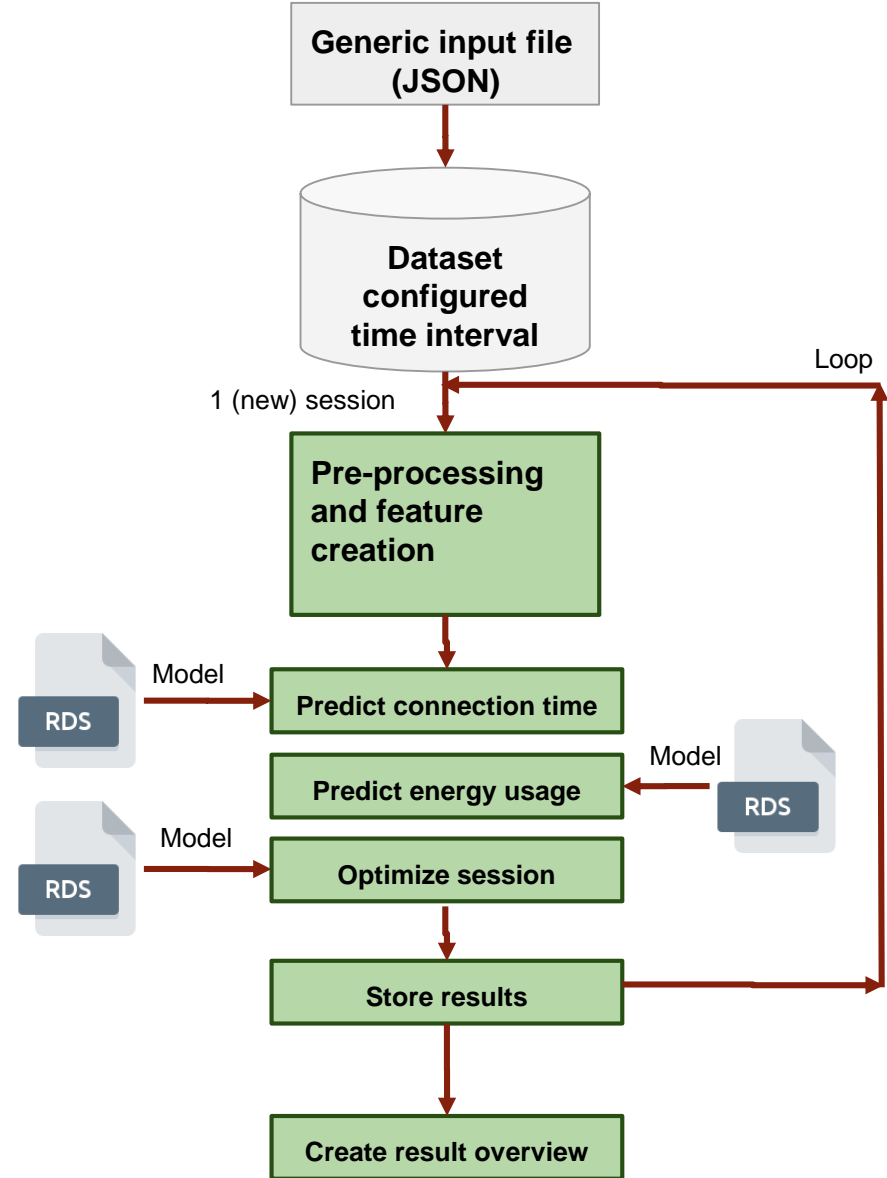 Generic input file
(JSON)
Dataset
configured
time interval
Loop
1 (new) session
Pre-processing
and feature
creation
Model
RDS
Predict connection time
Model
Predict energy usage
RDS
Model
RDS
Optimize session
Store results
Create result overview